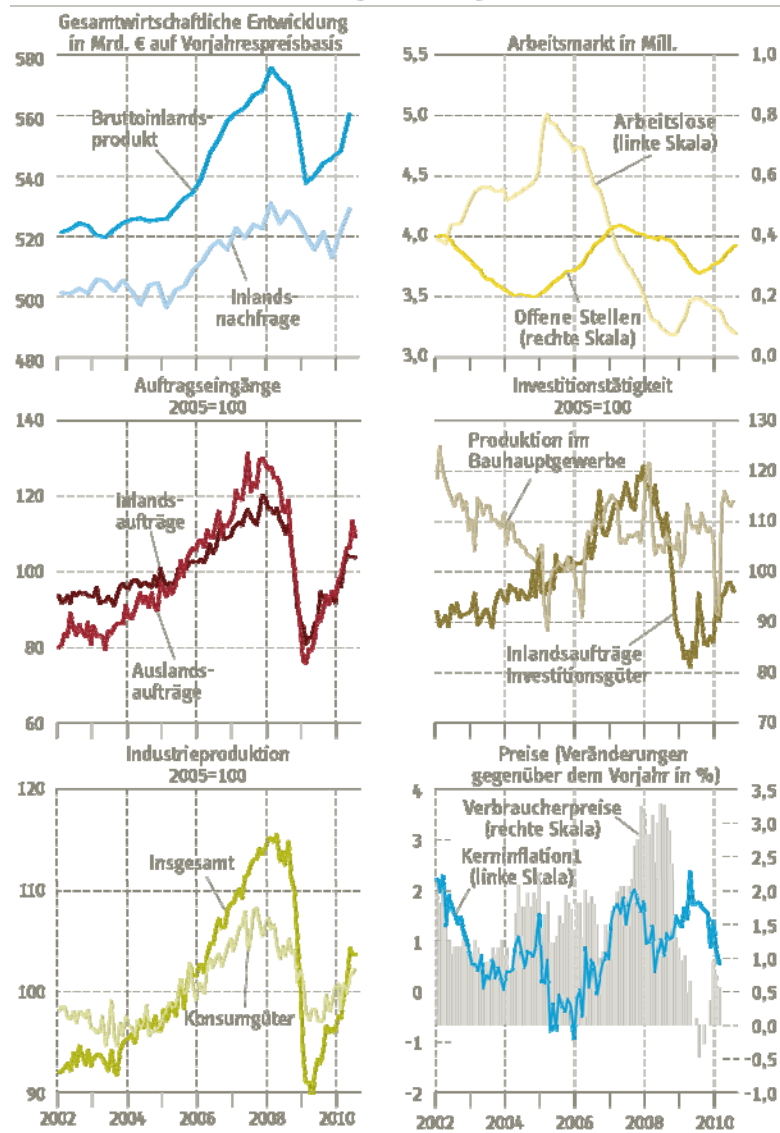 Gesamtwirtschaftliche Entwicklung
in Mrd. € auf Vorjahrespreisbasis
580
560
540
520
500
480
Bruttoinlands-
produkt
Inlands-
nachfrage
Arbeitsmarkt in Mill.
5,5
5,0
4,5
4,0
3,5
3,0
1,0
0,8
0,6
0,4
0,2
0,0
Arbeitslose
(linke Skala)
Offene Stellen
(rechte Skala)
Auftragseingänge
2005=100
140
120
100
80
60
Inlands-
aufträge
Auslands-
aufträge
Investitionstätigkeit
2005=100
130
120
110
100
90
80
70
Produktion im
Bauhauptgewerbe
Inlandsaufträge
Investitionsgüter
Industrieproduktion
2005=100
120
110
100
90
Insgesamt
Konsumgüter
2002 2004 2006 2008 2010
Preise (Veränderungen
gegenüber dem Vorjahr in %)
4
3
2
1
0
-1
-2
3,5
3,0
2,5
2,0
1,5
1,0
0,5
0,0
-0,5
-1,0
Verbraucherpreise
(rechte Skala)
Kerninflation1
(linke Skala)
2002 2004 2006 2008 2010